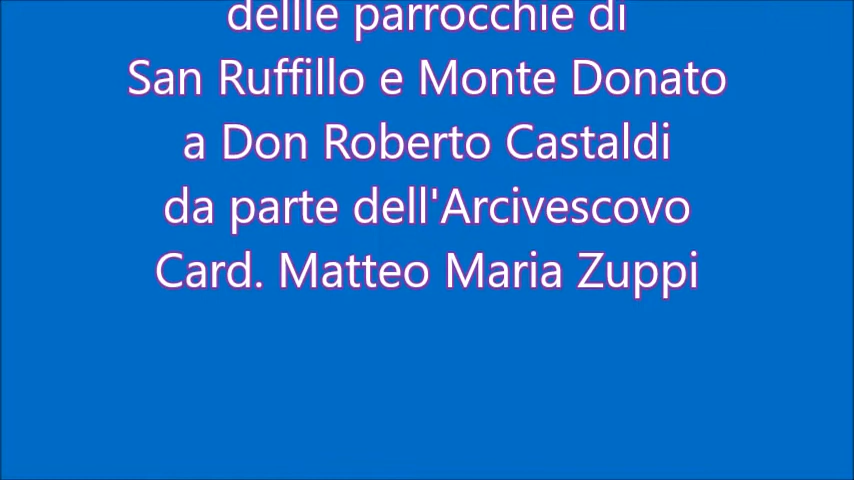 dellle parrocchie di
San Ruffillo e Monte Donato
a Don Roberto Castaldi
da parte dell'Arcivescovo
Card. Matteo Maria Zuppi